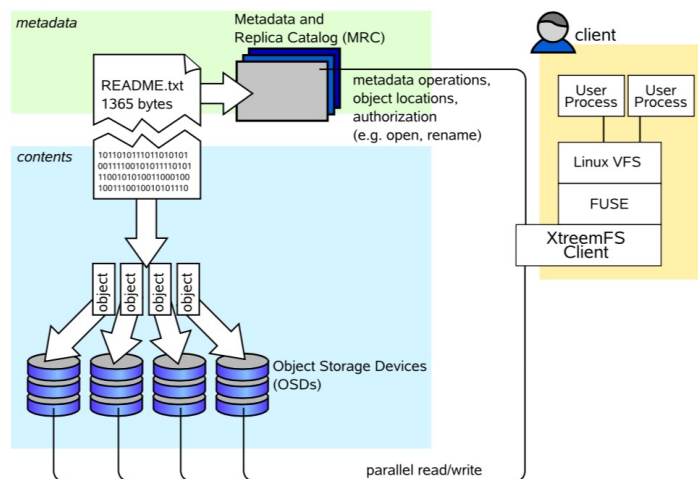 metadata
Metadata and
Replica Catalog (MRC)
README.txt
1365 bytes
metadata operations,
object locations,
authorization
(e.g. open, rename)
client
User
Process
User
Process
Linux VFS
FUSE
XtreemFS
Client
contents
1011010111011010101
0011110010101111010​1
1100101010011000100
1001110010010101110
object
object
object
object
Object Storage Devices
(OSDs)
parallel read/write